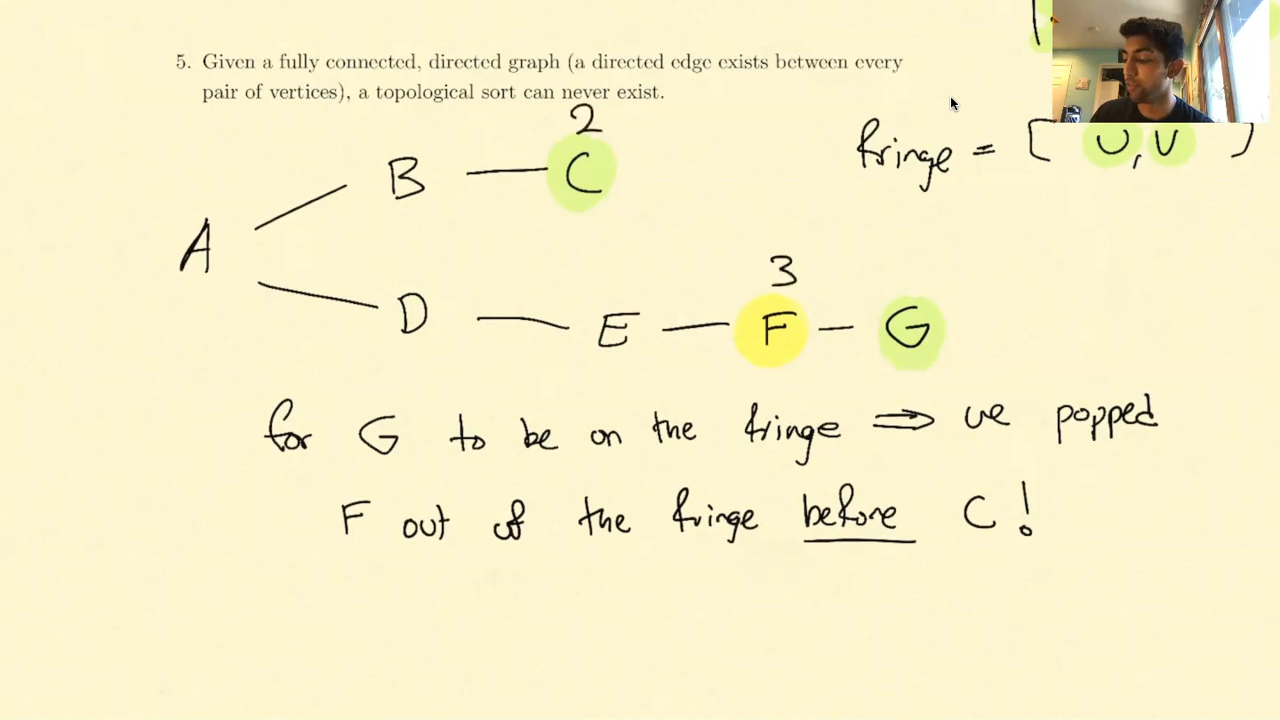 5. Given a fully connected, directed graph (a directed edge exists between every
pair of vertices), a topological sort can never exist.
fringe = [ U, V ]
2
B C
A
3
D E F G
for G to be on the fringe ⇒ we popped
F out of the fringe before C!